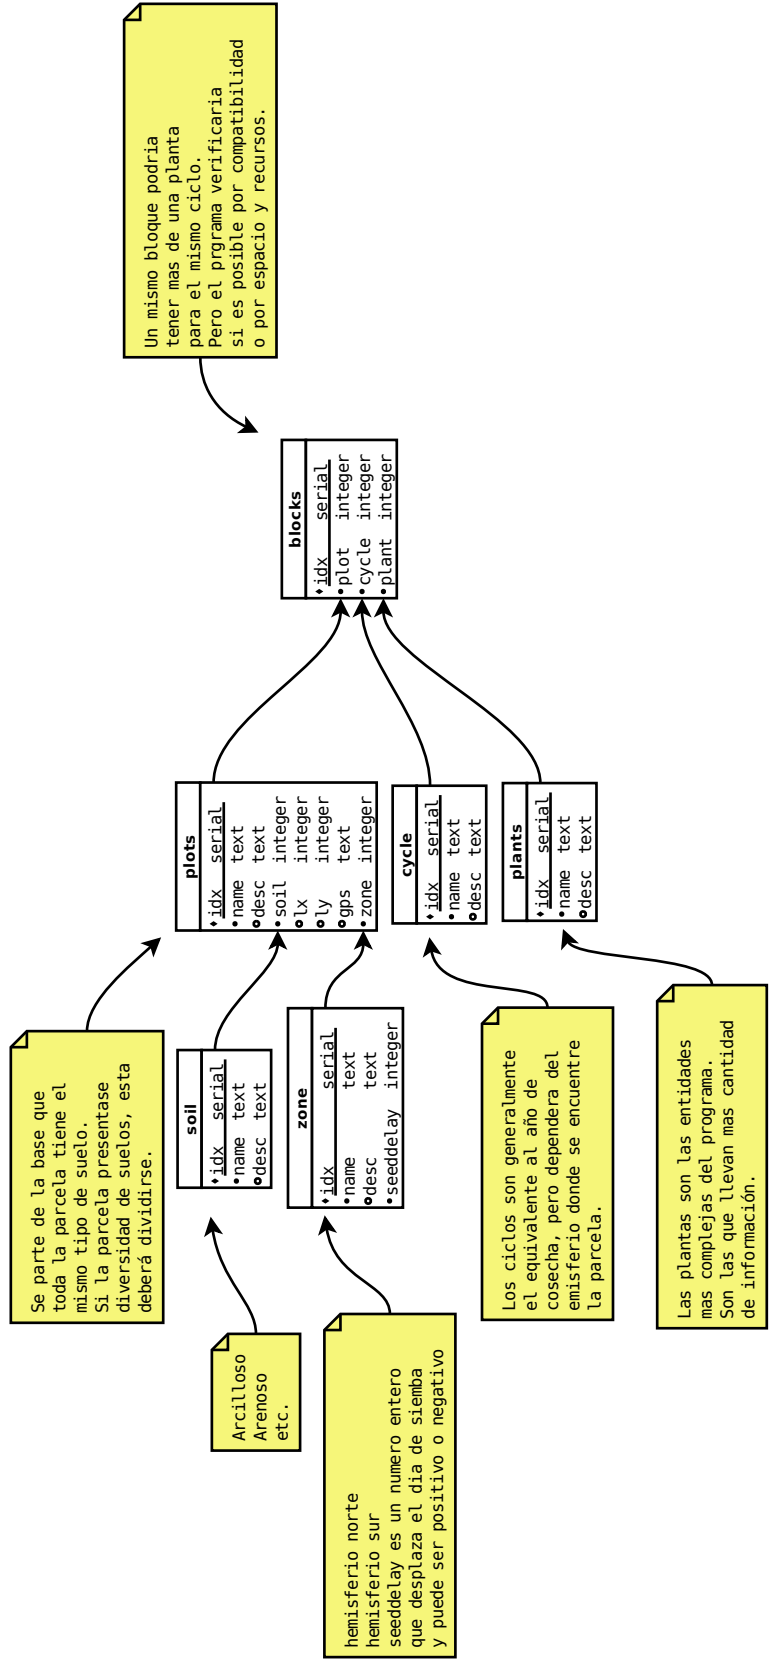 Un mismo bloque podria
tener mas de una planta
para el mismo ciclo.
Pero el prgrama verificaria
si es posible por compatibilidad
o por espacio y recursos.
blocks
idx serial
plot integer
cycle integer
plant integer
plots
idx serial
name text
desc text
soil integer
lx integer
ly integer
gps text
zone integer
cycle
idx serial
name text
desc text
plants
idx serial
name text
desc text
Se parte de la base que
toda la parcela tiene el
mismo tipo de suelo.
Si la parcela presentase
diversidad de suelos, esta
deberá dividirse.
soil
idx serial
name text
desc text
zone
idx serial
name text
desc text
seeddelay integer
Los ciclos son generalmente
el equivalente al año de
cosecha, pero dependera del
emisferio donde se encuentre
la parcela.
Las plantas son las entidades
mas complejas del programa.
Son las que llevan mas cantidad
de información.
Arcilloso
Arenoso
etc.
hemisferio norte
hemisferio sur
seeddelay es un numero entero
que desplaza el dia de siemba
y puede ser positivo o negativo